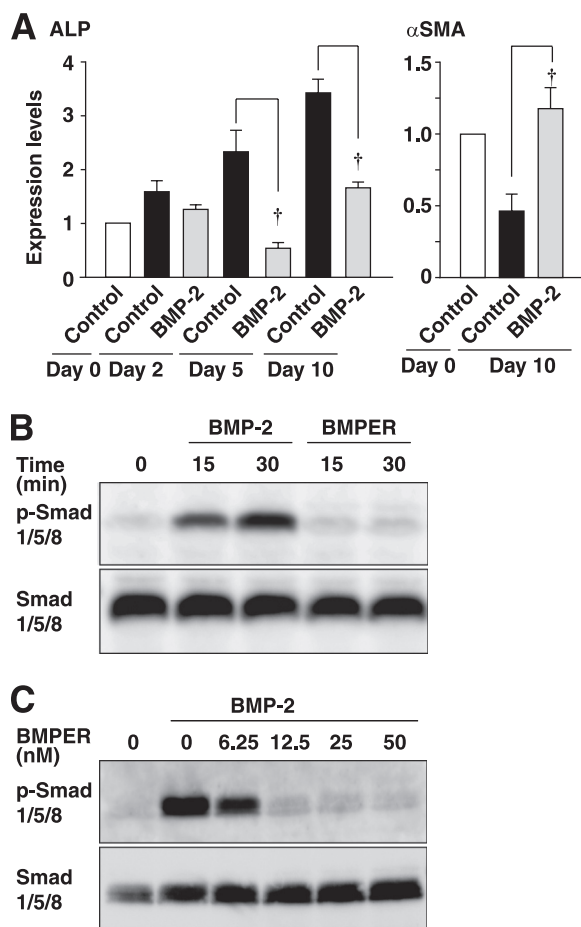 A ALP
Expression levels
4
3
2
1
0
Control
Control
BMP-2
Control
BMP-2
Control
BMP-2
Day 0 Day 2 Day 5 Day 10
†
†
αSMA
1.5
1.0
0.5
0
Control
Control
BMP-2
Day 0 Day 10
†
B
BMP-2 BMPER
Time 0 15 30 15 30
(min)
p-Smad
1/5/8
Smad
1/5/8
C
BMP-2
BMPER 0 0 6.25 12.5 25 50
(nM)
p-Smad
1/5/8
Smad
1/5/8